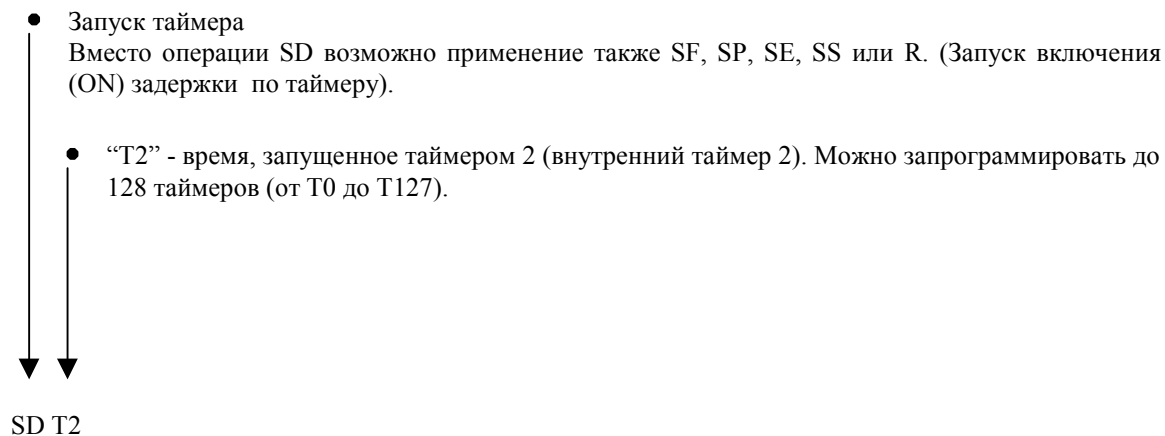 • Запуск таймера
Вместо операции SD возможно применение также SF, SP, SE, SS или R. (Запуск включения
(ON) задержки по таймеру).
• “T2” - время, запущенное таймером 2 (внутренний таймер 2). Можно запрограммировать до
128 таймеров (от T0 до T127).
SD T2